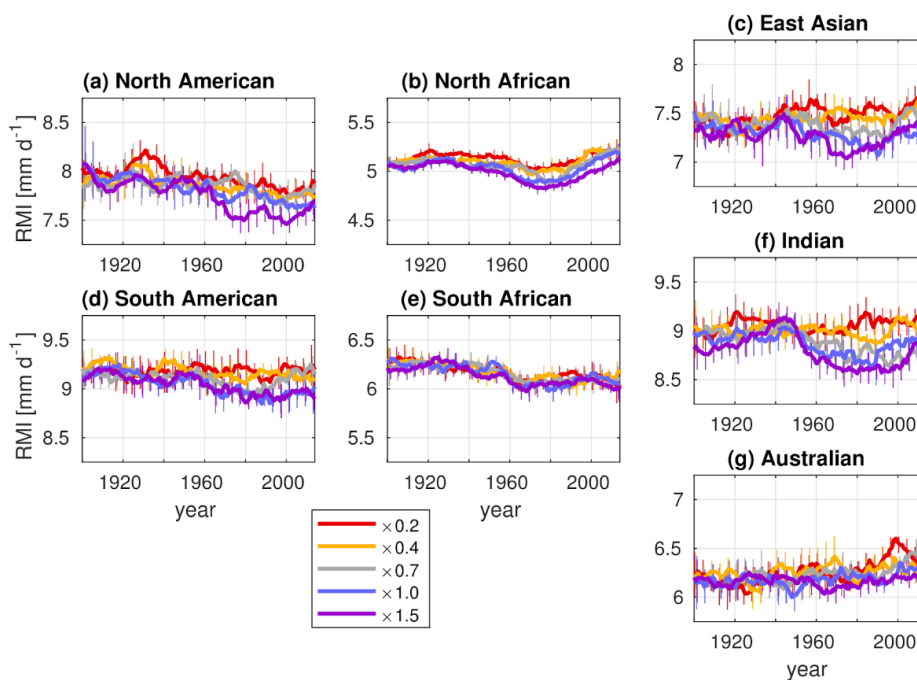 (c) East Asian
8
7.5
7
1920 1960 2000
(a) North American
(b) North African
RMI [mm d-1]
8.5
8
7.5
5.5
5
4.5
1920 1960 2000
1920 1960 2000
(f) Indian
9.5
9
8.5
1920 1960 2000
(d) South American
(e) South African
RMI [mm d-1]
9.5
9
8.5
6.5
6
5.5
1920 1960 2000
1920 1960 2000
year
year
(g) Australian
7
6.5
6
1920 1960 2000
year
×0.2
×0.4
×0.7
×1.0
×1.5